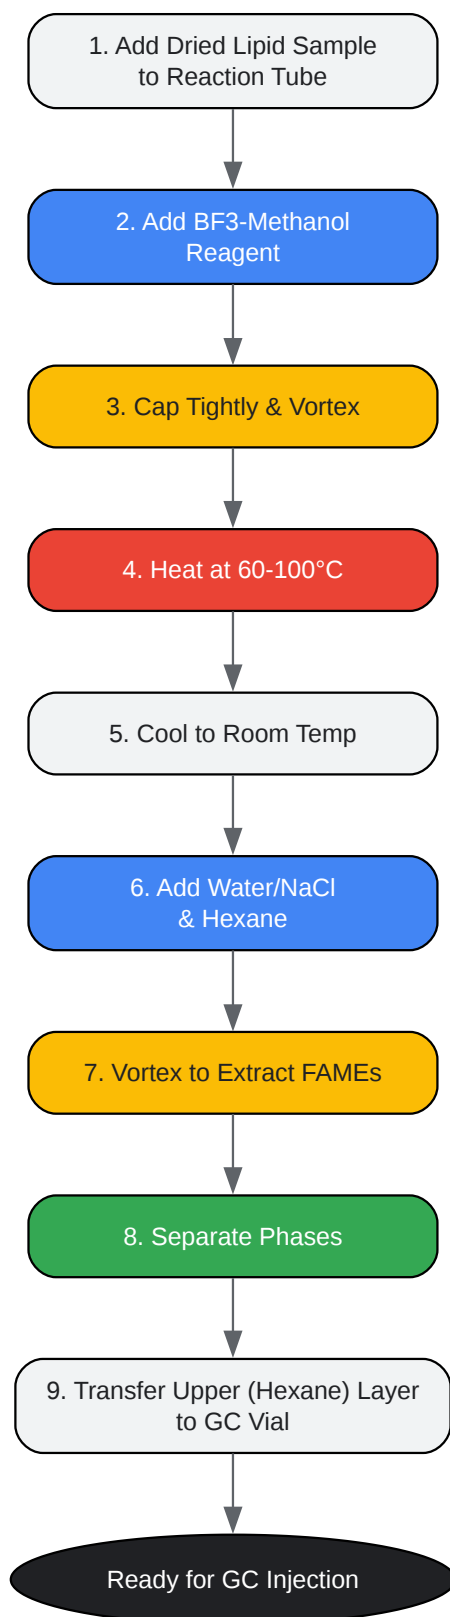 1. Add Dried Lipid Sample
to Reaction Tube
2. Add BF3-Methanol
Reagent
3. Cap Tightly & Vortex
4. Heat at 60-100°C
5. Cool to Room Temp
6. Add Water/NaCl
& Hexane
7. Vortex to Extract FAMEs
8. Separate Phases
9. Transfer Upper (Hexane) Layer
to GC Vial
Ready for GC Injection